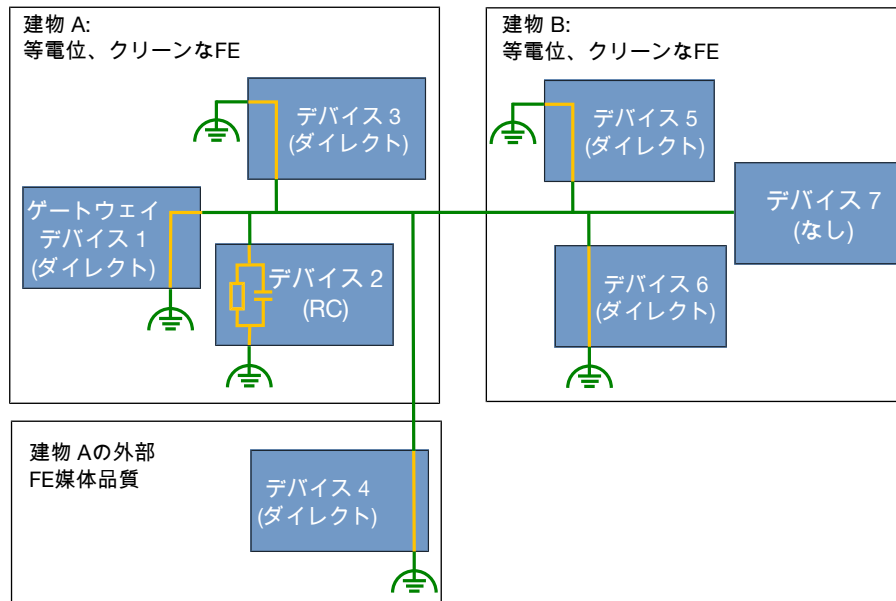 建物 A:
等電位、クリーンなFE
デバイス 3
(ダイレクト)
ゲートウェイ
デバイス 1
(ダイレクト)
デバイス 2
(RC)
建物 B:
等電位、クリーンなFE
デバイス 5
(ダイレクト)
デバイス 7
(なし)
デバイス 6
(ダイレクト)
建物 Aの外部
FE媒体品質
デバイス 4
(ダイレクト)